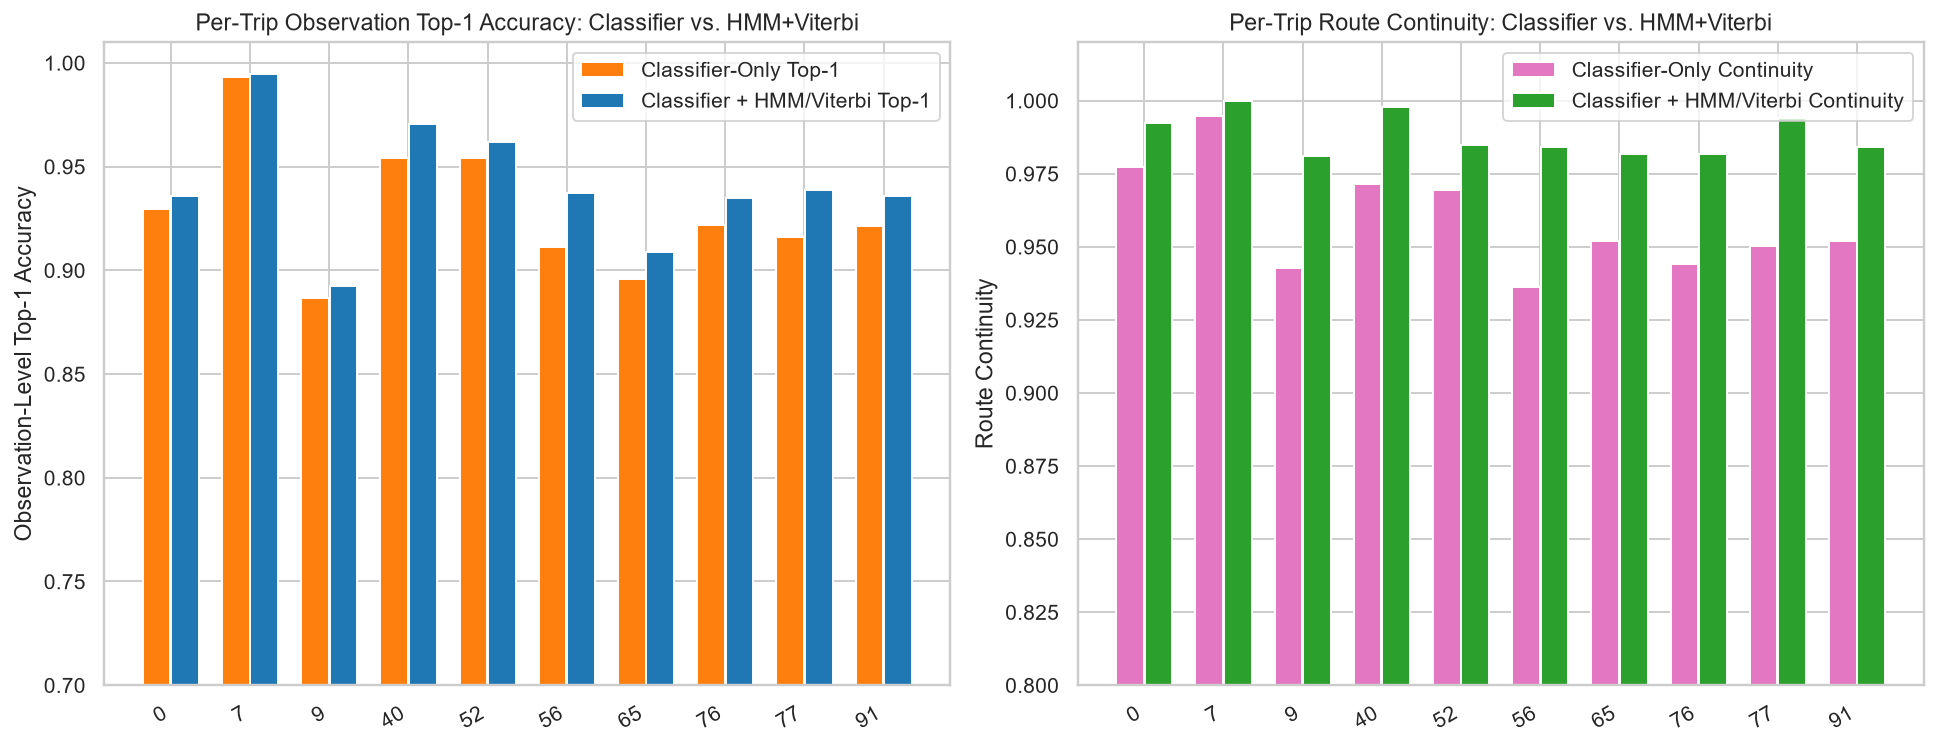 Per-Trip Observation Top-1 Accuracy: Classifier vs. HMM+Viterbi
Classifier-Only Top-1
Classifier + HMM/Viterbi Top-1
Observation-Level Top-1 Accuracy
1.00
0.95
0.90
0.85
0.80
0.75
0.70
0 7 9 40 52 56 65 76 77 91
Per-Trip Route Continuity: Classifier vs. HMM+Viterbi
Classifier-Only Continuity
Classifier + HMM/Viterbi Continuity
Route Continuity
1.000
0.975
0.950
0.925
0.900
0.875
0.850
0.825
0.800
0 7 9 40 52 56 65 76 77 91